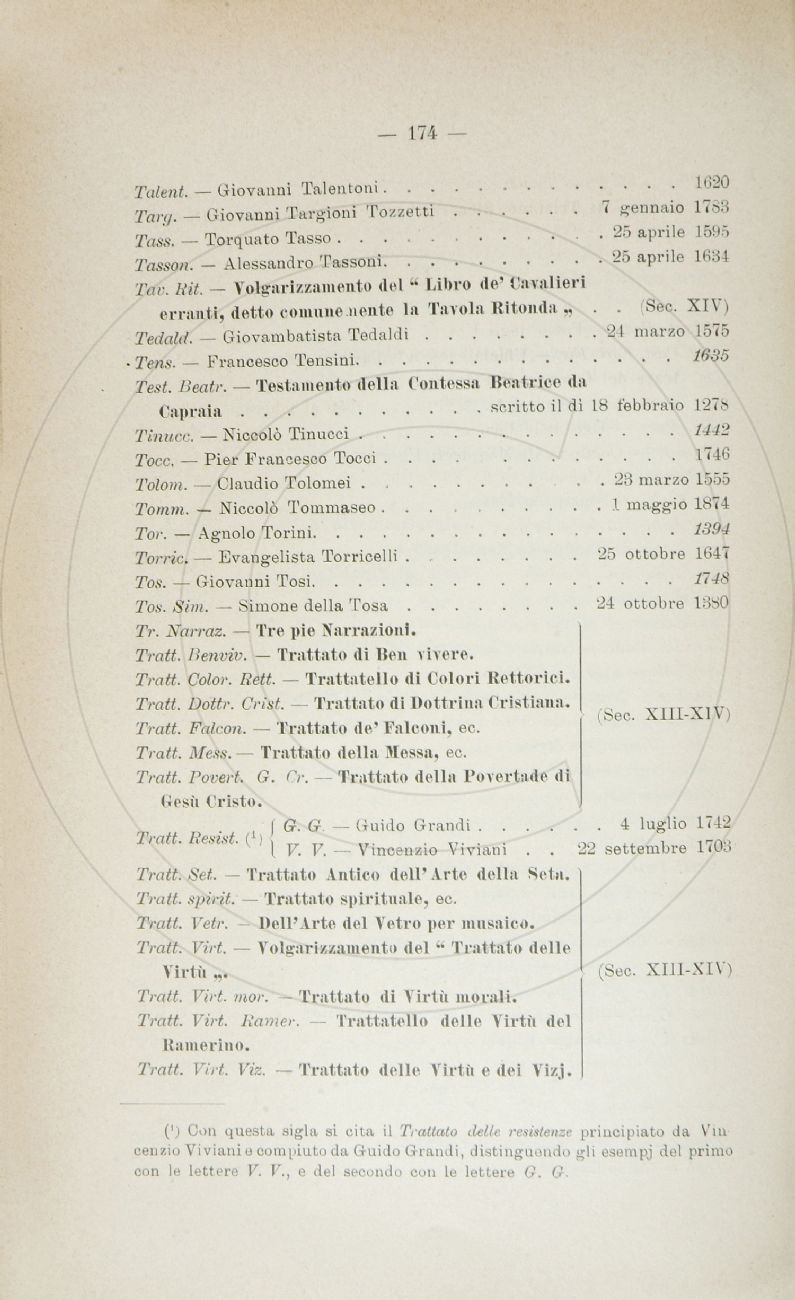 — 174 —
Talent. — Giovanni Talentoni . . . . . . . . . . . . . 1620
Targ. — Giovanni Targioni Tozzetti . . . . . . 7 gennaio 1783
Tass. — Torquato Tasso . . . . . . . . . . . . 25 aprile 1595
Tasson. — Alessandro Tassoni. . . . . . . . . . 25 aprile 1634
Tav. Rit. — Volgarizzamento del “ Libro de’ Cavalieri
erranti, detto comunemente la Tavola Ritonda „ . . (Sec. XIV)
Tedald. — Giovambatista Tedaldi . . . . . . . . 24 marzo 1575
Tens. — Francesco Tensini. . . . . . . . . . . . . . 1635
Test. Beatr. — Testamento della Contessa Beatrice da
Capraia . . . . . . . . . . . scritto il dì 18 febbraio 1278
Tinucc. — Niccolò Tinucci . . . . . . . . . . . . . . 1442
Tocc. — Pier Francesco Tocci . . . . . . . . . . . . 1746
Tolom. — Claudio Tolomei . . . . . . . . . . . 23 marzo 1555
Tomm. — Niccolò Tommaseo . . . . . . . . . . 1 maggio 1874
Tor. — Agnolo Torini. . . . . . . . . . . . . . . . 1394
Torric. — Evangelista Torricelli . . . . . . . . 25 ottobre 1647
Tos. — Giovanni Tosi. . . . . . . . . . . . . . . . 1748
Tos. Sim. — Simone della Tosa . . . . . . . . 24 ottobre 1380
Tr. Narraz. — Tre pie Narrazioni.
Tratt. Benviv. — Trattato di Ben vivere.
Tratt. Color. Rett. — Trattatello di Colori Rettorici.
Tratt. Dottr. Crist. — Trattato di Dottrina Cristiana.
(Sec. XIII-XIV)
Tratt. Falcon. — Trattato de’ Falconi, ec.
Tratt. Mess. — Trattato della Messa, ec.
Tratt. Povert. G. Cr. — Trattato della Povertade di
Gesù Cristo.
Tratt. Resist. (¹) { G. G. — Guido Grandi . . . . . . 4 luglio 1742
V. V. — Vincenzio Viviani . . 22 settembre 1703
Tratt. Set. — Trattato Antico dell’Arte della Seta.
Tratt. spirit. — Trattato spirituale, ec.
Tratt. Vetr. — Dell’Arte del Vetro per musaico.
Tratt. Virt. — Volgarizzamento del “ Trattato delle
Virtù „.
(Sec. XIII-XIV)
Tratt. Virt. mor. — Trattato di Virtù morali.
Tratt. Virt. Ramer. — Trattatello delle Virtù del
Ramerino.
Tratt. Virt. Viz. — Trattato delle Virtù e dei Vizj.
(¹) Con questa sigla si cita il Trattato delle resistenze principiato da Vin-
cenzio Viviani e compiuto da Guido Grandi, distinguendo gli esempj del primo
con le lettere V. V., e del secondo con le lettere G. G.